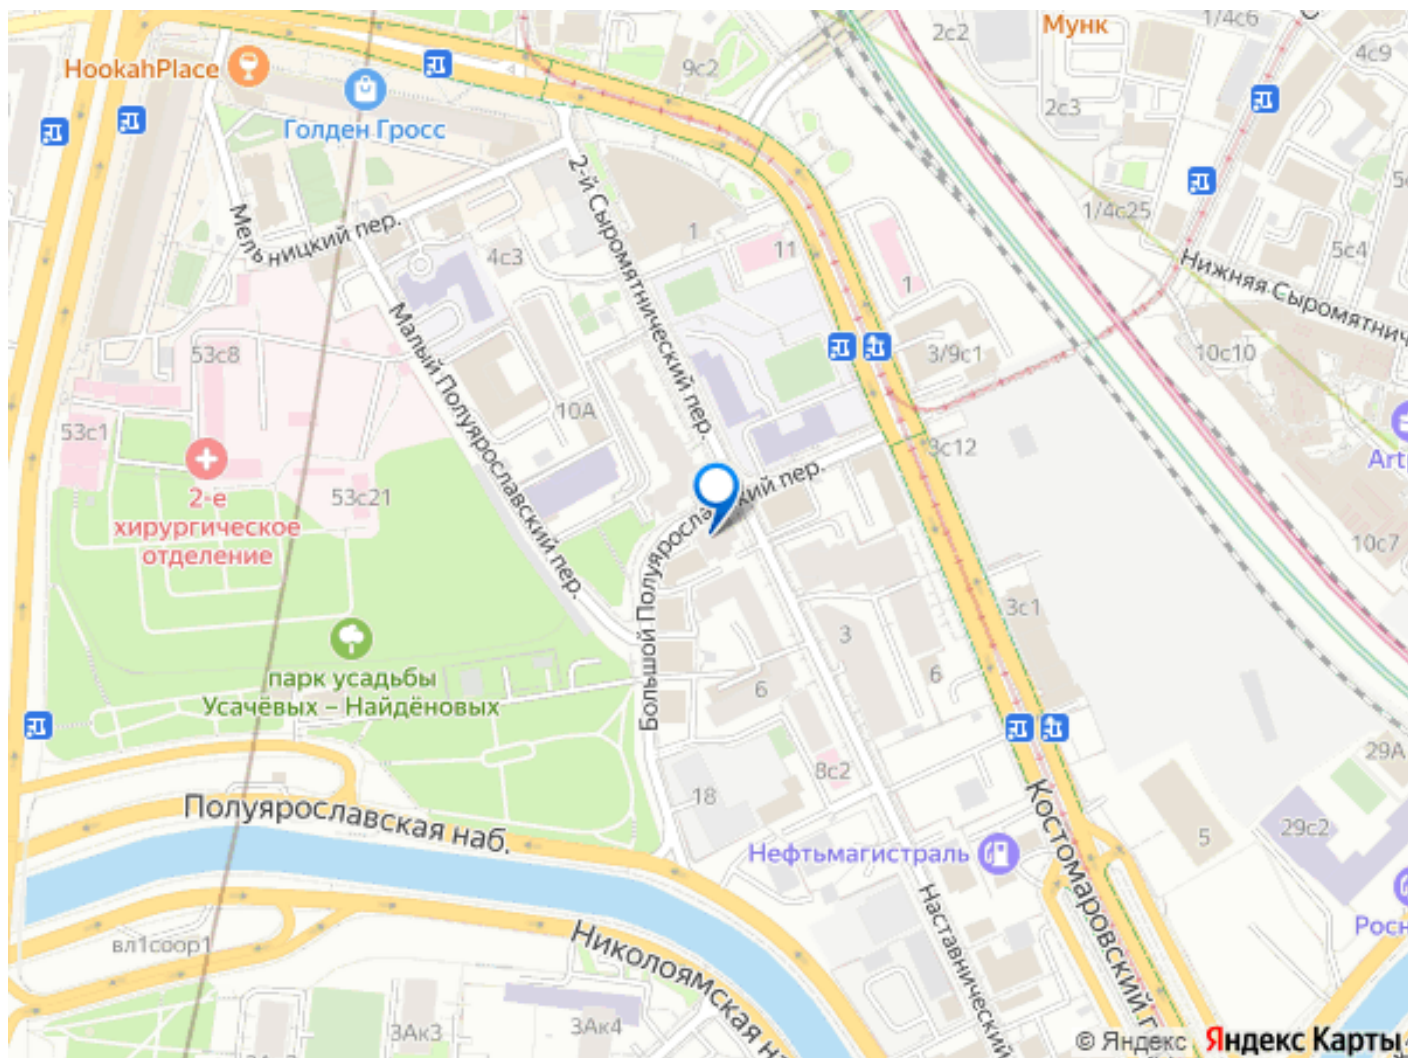 1/4с6
2с2
Мунк
4с9
9с2
HookahPlace
2с3
Голден Гросс
2-й Сыромятнический пер.
Мельницкий пер.
1/4с25
1
11
4с3
5с4
1
Нижняя Сыромятнич
Малый Полуярославский пер.
53с8
3/9с1
10с10
10А
53с1
3с12
Art
2-е
хирургическое
отделение
53с21
Большой Полуярославский пер.
10с7
3с1
3
парк усадьбы
Усачёвых – Найдёновых
6
6
29А
8с2
18
Полуярославская наб.
5
29с2
Нефтьмагистраль
Костомаровский п
Наставнический
Росн
вл1соор1
Николоямская на
3Ак3
3Ак4
© Яндекс
Яндекс Карты